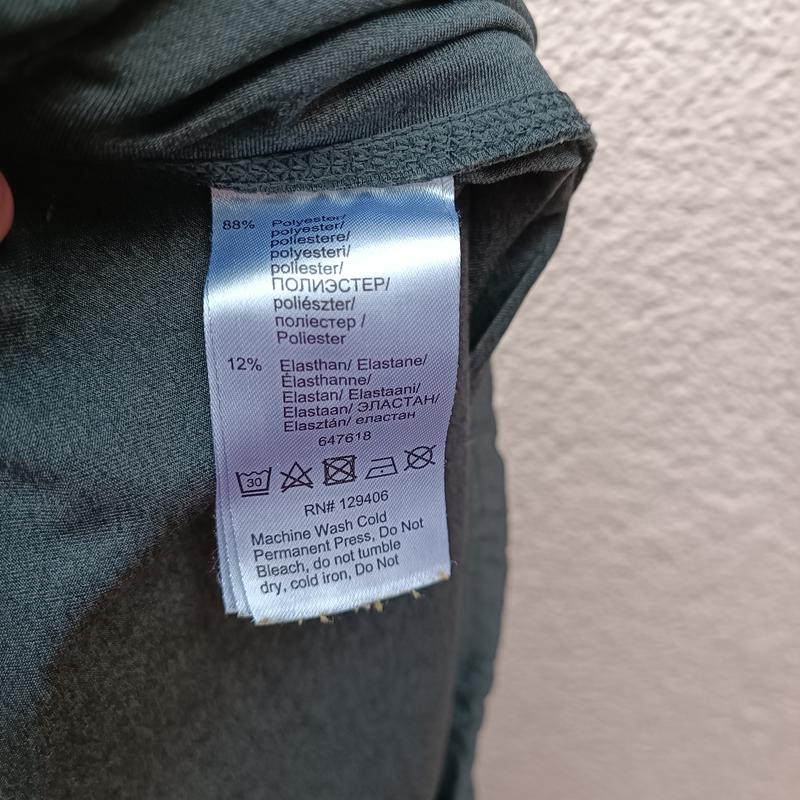 88% Polyester/
polyester/
poliestere/
polyesteri/
poliester/
ПОЛИЭСТЕР/
poliészter/
поліестер /
Poliester
12% Elasthan/ Elastane/
Élasthanne/
Elastan/ Elastaani/
Elastaan/ ЭЛАСТАН/
Elasztán/ еластан
647618
30
RN# 129406
Machine Wash Cold
Permanent Press, Do Not
Bleach, do not tumble
dry, cold iron, Do Not